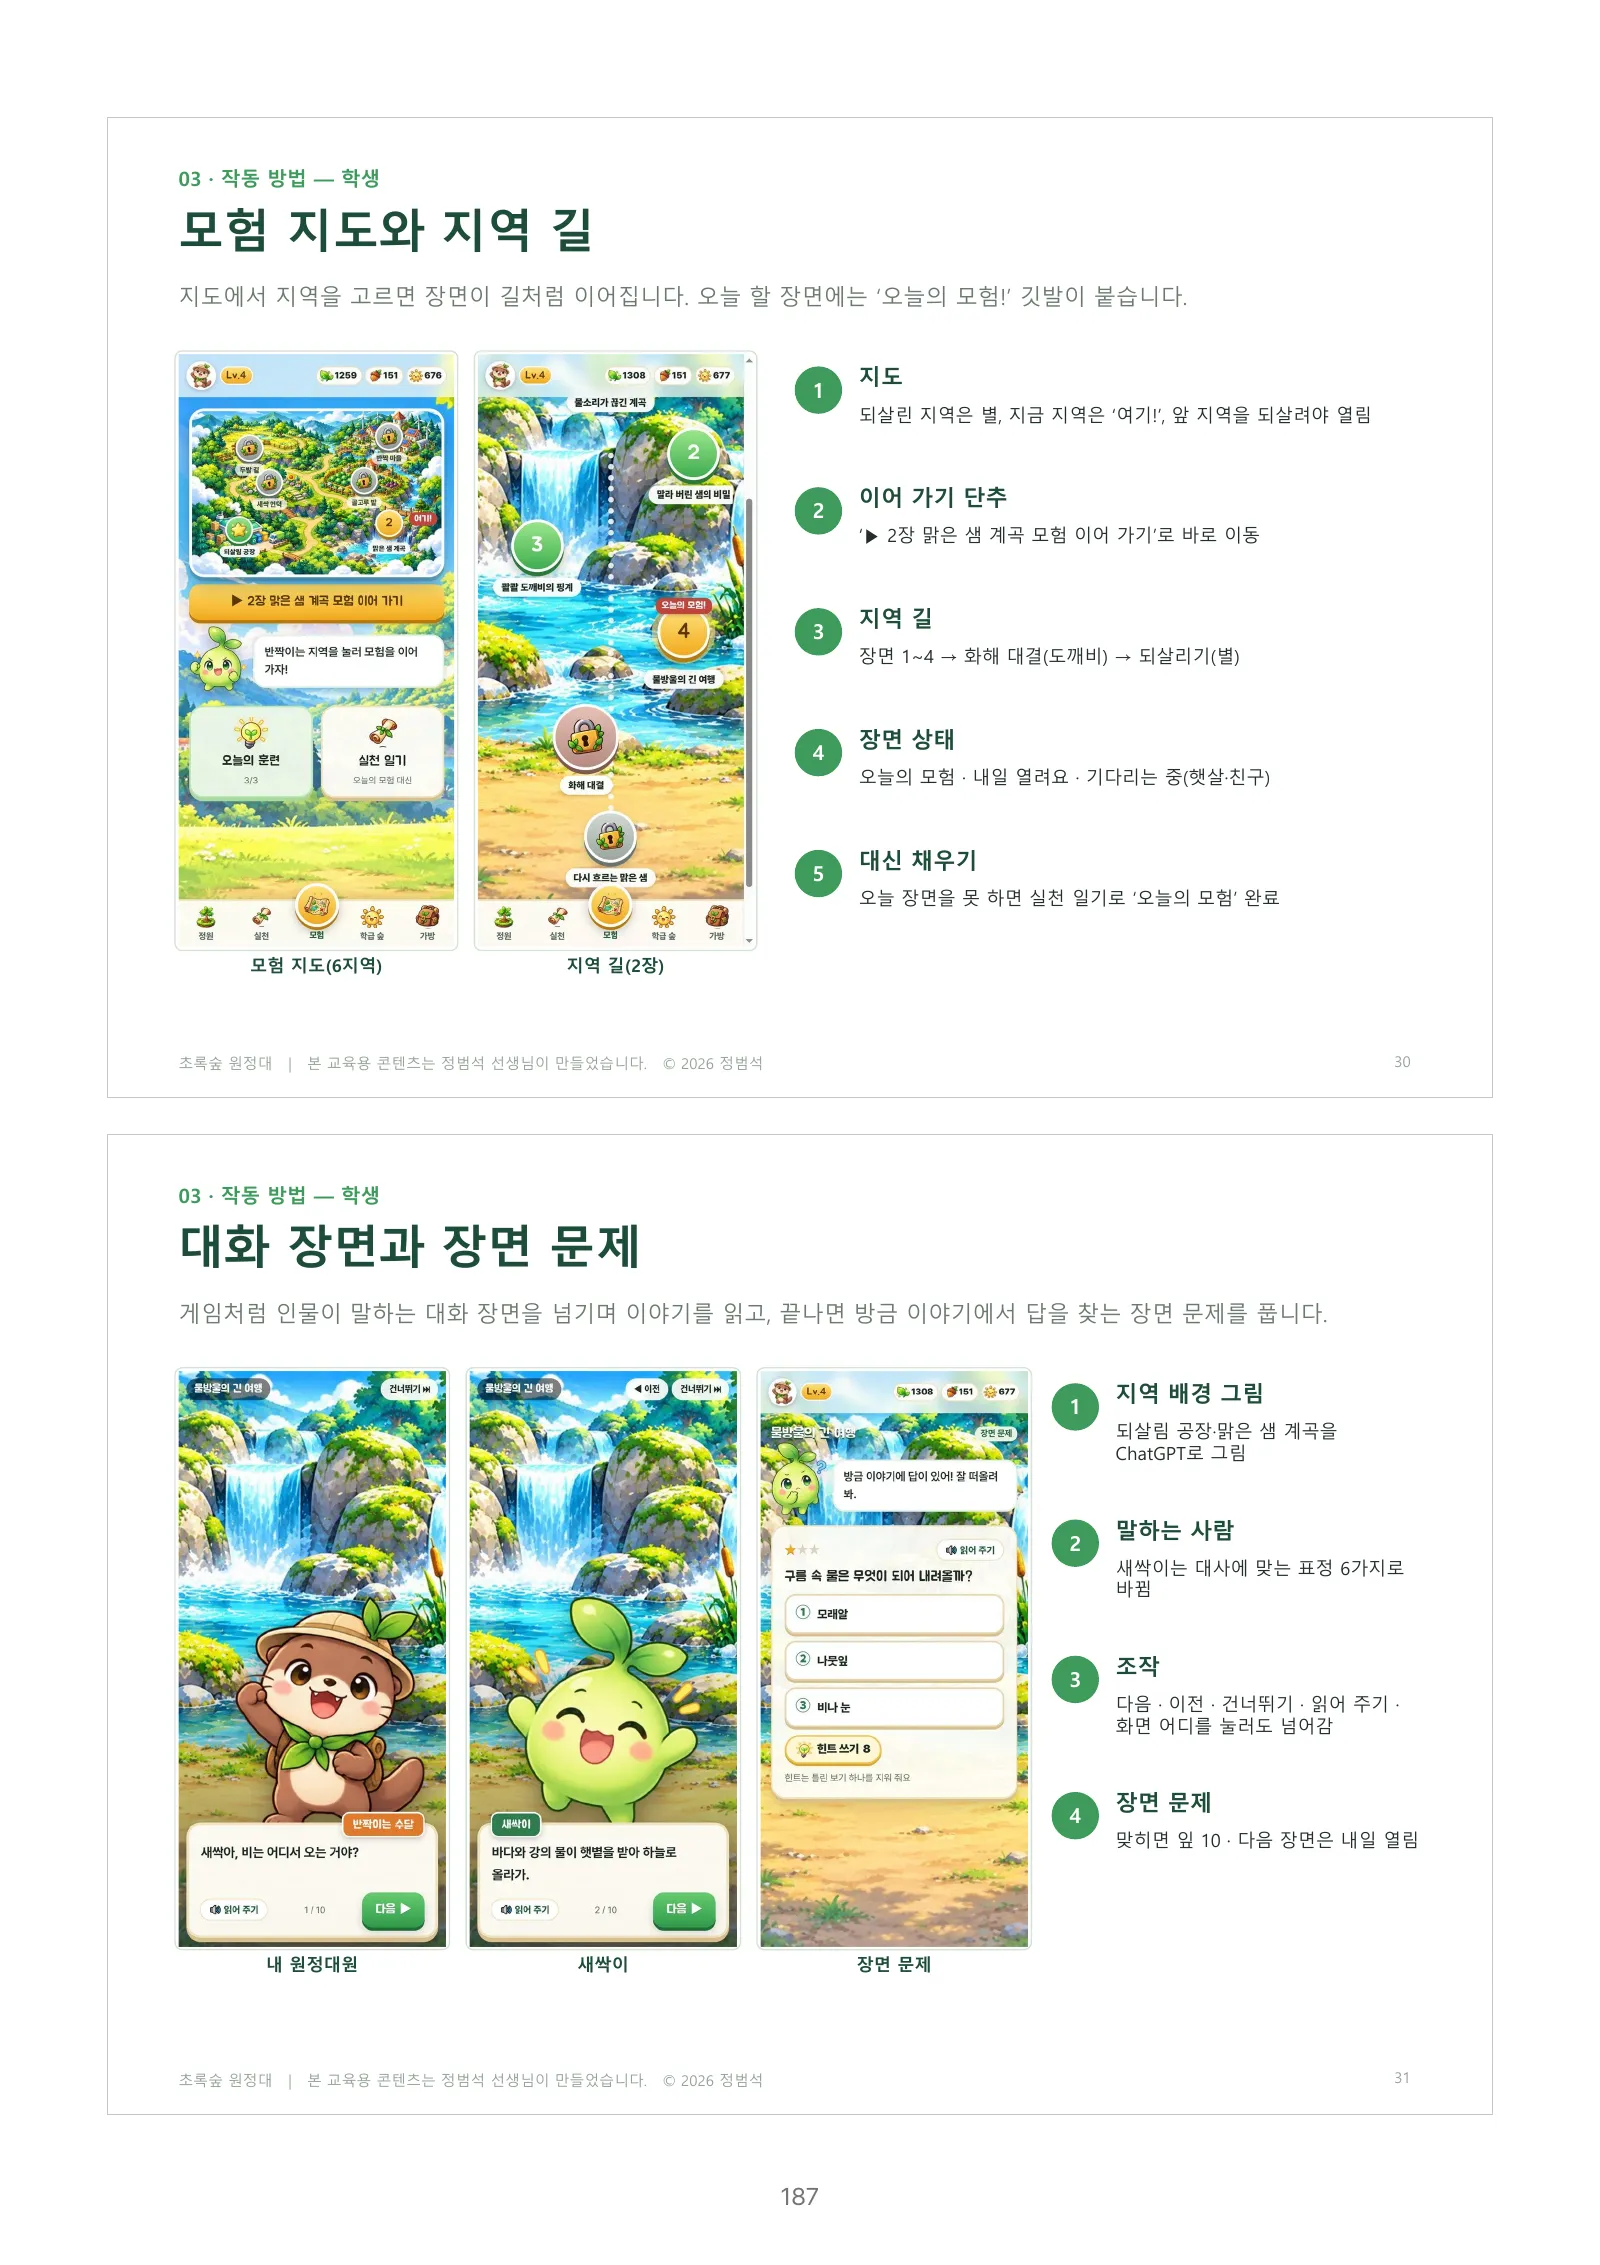 03 · 작동 방법 — 학생
모험 지도와 지역 길
지도에서 지역을 고르면 장면이 길처럼 이어집니다. 오늘 할 장면에는 ‘오늘의 모험!’ 깃발이 붙습니다.
Lv.4
1259
151
676
두발 길
반짝 마을
새싹 언덕
골고루 밭
되살림 공장
2
여기!
맑은 샘 계곡
▶ 2장 맑은 샘 계곡 모험 이어 가기
반짝이는 지역을 눌러 모험을 이어
가자!
오늘의 훈련
3/3
실천 일기
오늘의 모험 대신
정원
실천
모험
학급 숲
가방
모험 지도(6지역)
Lv.4
1308
151
677
물소리가 끊긴 계곡
2
말라 버린 샘의 비밀
3
콸콸 도깨비의 핑계
오늘의 모험!
4
물방울의 긴 여행
화해 대결
다시 흐르는 맑은 샘
정원
실천
모험
학급 숲
가방
지역 길(2장)
1
지도
되살린 지역은 별, 지금 지역은 ‘여기!’, 앞 지역을 되살려야 열림
2
이어 가기 단추
‘▶ 2장 맑은 샘 계곡 모험 이어 가기’로 바로 이동
3
지역 길
장면 1~4 → 화해 대결(도깨비) → 되살리기(별)
4
장면 상태
오늘의 모험 · 내일 열려요 · 기다리는 중(햇살·친구)
5
대신 채우기
오늘 장면을 못 하면 실천 일기로 ‘오늘의 모험’ 완료
초록숲 원정대 | 본 교육용 콘텐츠는 정범석 선생님이 만들었습니다. © 2026 정범석
30
03 · 작동 방법 — 학생
대화 장면과 장면 문제
게임처럼 인물이 말하는 대화 장면을 넘기며 이야기를 읽고, 끝나면 방금 이야기에서 답을 찾는 장면 문제를 풉니다.
물방울의 긴 여행
건너뛰기 ⏭
반짝이는 수달
새싹아, 비는 어디서 오는 거야?
읽어 주기
1 / 10
다음 ▶
내 원정대원
물방울의 긴 여행
◀ 이전
건너뛰기 ⏭
새싹이
바다와 강의 물이 햇볕을 받아 하늘로
올라가.
읽어 주기
2 / 10
다음 ▶
새싹이
Lv.4
1308
151
677
물방울의 긴 여행
장면 문제
방금 이야기에 답이 있어! 잘 떠올려
봐.
★★★
읽어 주기
구름 속 물은 무엇이 되어 내려올까?
① 모래알
② 나뭇잎
③ 비나 눈
힌트 쓰기 8
힌트는 틀린 보기 하나를 지워 줘요
장면 문제
1
지역 배경 그림
되살림 공장·맑은 샘 계곡을
ChatGPT로 그림
2
말하는 사람
새싹이는 대사에 맞는 표정 6가지로
바뀜
3
조작
다음 · 이전 · 건너뛰기 · 읽어 주기 ·
화면 어디를 눌러도 넘어감
4
장면 문제
맞히면 잎 10 · 다음 장면은 내일 열림
초록숲 원정대 | 본 교육용 콘텐츠는 정범석 선생님이 만들었습니다. © 2026 정범석
31
187